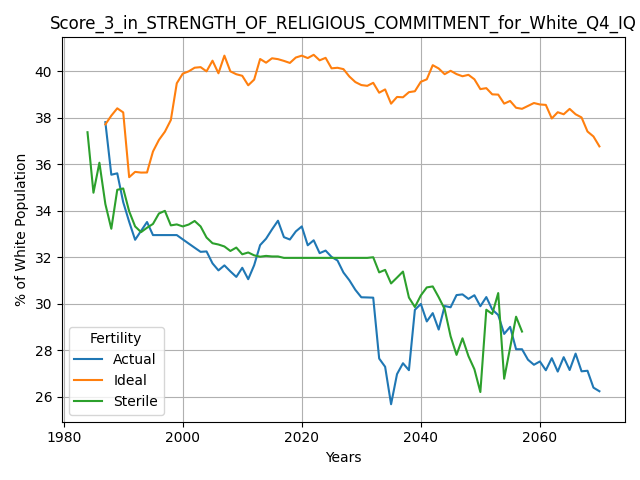 Score_3_in_STRENGTH_OF_RELIGIOUS_COMMITMENT_for_White_Q4_IQ
% of White Population
40
38
36
34
32
30
28
26
Fertility
Actual
Ideal
Sterile
1980 2000 2020 2040 2060
Years